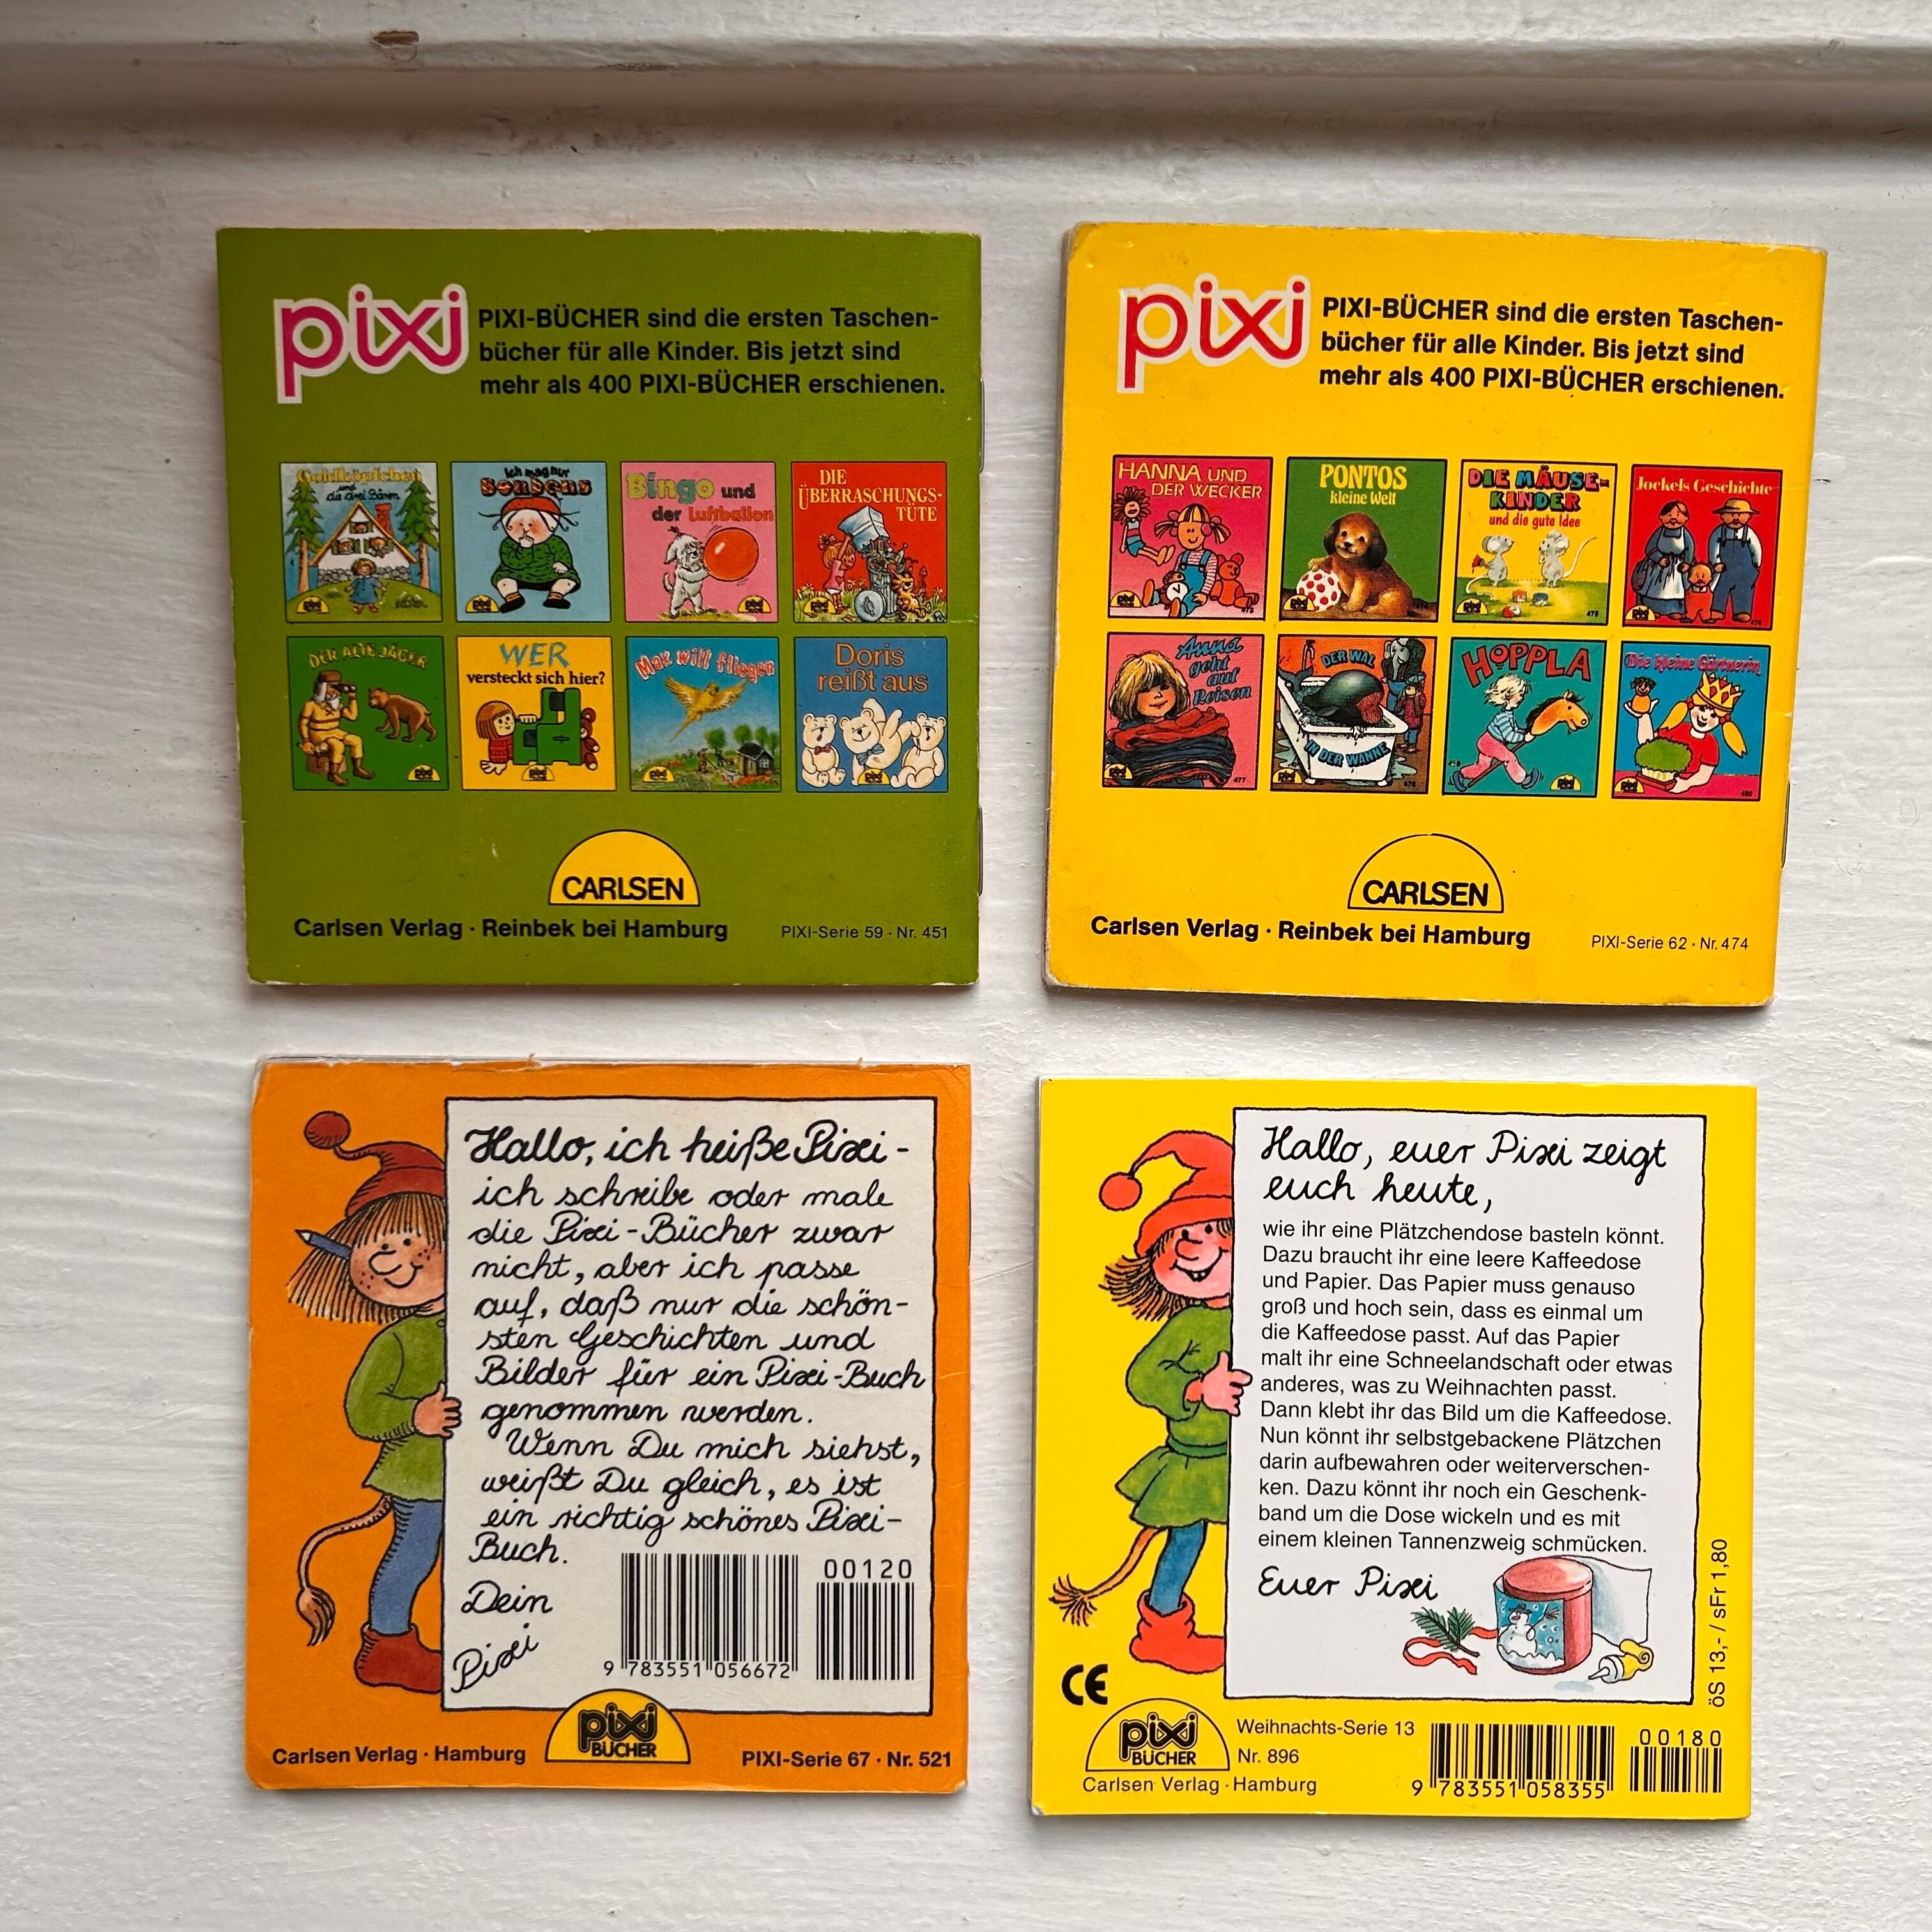 pixi
PIXI-BÜCHER sind die ersten Taschen-
bücher für alle Kinder. Bis jetzt sind
mehr als 400 PIXI-BÜCHER erschienen.
Goldköpfchen
und
die drei Bären
Ich mag nur
Bonbons
Bingo und
der Luftballon
DIE
ÜBERRASCHUNGS-
TÜTE
DER ALTE JÄGER
WER
versteckt sich hier?
Max will fliegen
Doris
reißt aus
CARLSEN
Carlsen Verlag · Reinbek bei Hamburg
PIXI-Serie 59 · Nr. 451
pixi
PIXI-BÜCHER sind die ersten Taschen-
bücher für alle Kinder. Bis jetzt sind
mehr als 400 PIXI-BÜCHER erschienen.
HANNA UND
DER WECKER
PONTOS
kleine Welt
DIE MÄUSE-
KINDER
und die gute Idee
Jockels Geschichte
Anna
geht
auf
Reisen
477
DER WAL
IN DER WANNE
HOPPLA
Die kleine Gärtnerin
CARLSEN
Carlsen Verlag · Reinbek bei Hamburg
PIXI-Serie 62 · Nr. 474
Hallo, ich heiße Pixi -
ich schreibe oder male
die Pixi-Bücher zwar
nicht, aber ich passe
auf, daß nur die schön-
sten Geschichten und
Bilder für ein Pixi-Buch
genommen werden.
Wenn Du mich siehst,
weißt Du gleich, es ist
ein richtig schönes Pixi-
Buch.
Dein
Pixi
00120
9 783551 056672
pixi
BÜCHER
Carlsen Verlag · Hamburg
PIXI-Serie 67 · Nr. 521
Hallo, euer Pixi zeigt
euch heute,
wie ihr eine Plätzchendose basteln könnt.
Dazu braucht ihr eine leere Kaffeedose
und Papier. Das Papier muss genauso
groß und hoch sein, dass es einmal um
die Kaffeedose passt. Auf das Papier
malt ihr eine Schneelandschaft oder etwas
anderes, was zu Weihnachten passt.
Dann klebt ihr das Bild um die Kaffeedose.
Nun könnt ihr selbstgebackene Plätzchen
darin aufbewahren oder weiterverschen-
ken. Dazu könnt ihr noch ein Geschenk-
band um die Dose wickeln und es mit
einem kleinen Tannenzweig schmücken.
Euer Pixi
öS 13,- / sFr 1,80
CE
pixi
BÜCHER
Weihnachts-Serie 13
Nr. 896
Carlsen Verlag · Hamburg
9 783551 058355
00180